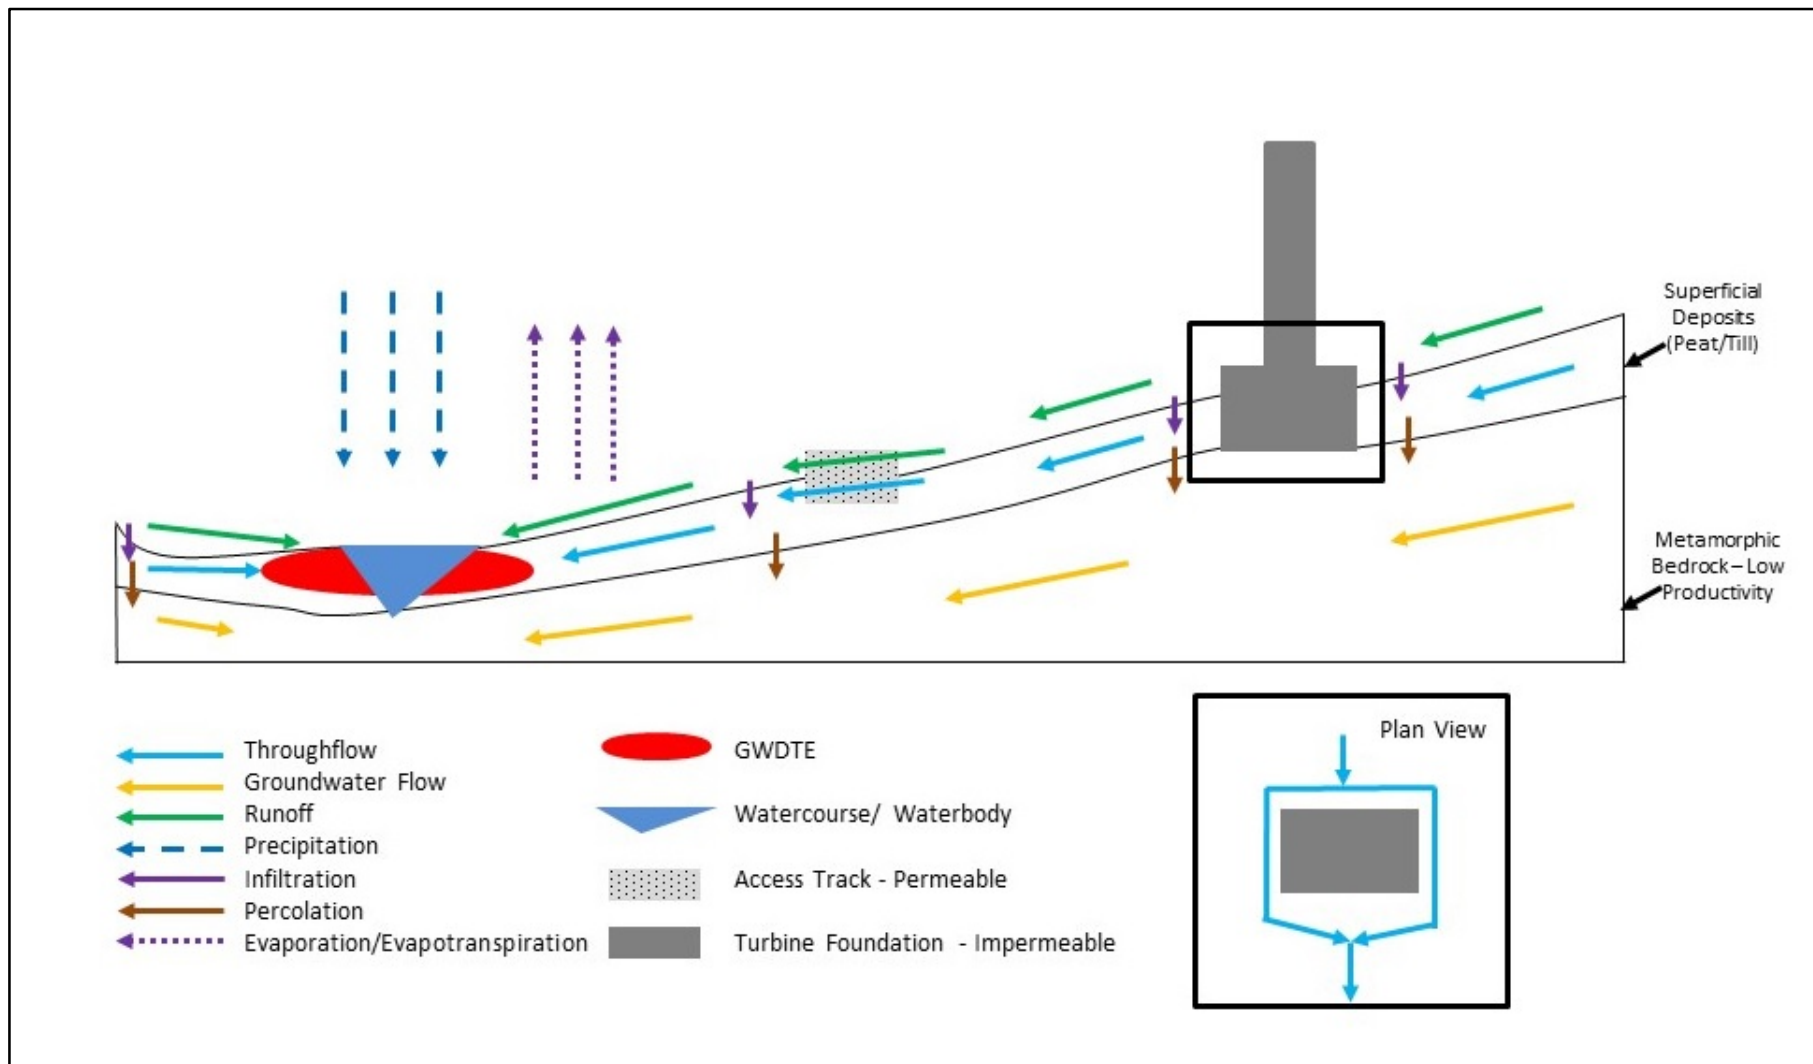 Superficial
Deposits
(Peat/Till)
Metamorphic
Bedrock – Low
Productivity
Throughflow
Groundwater Flow
Runoff
Precipitation
Infiltration
Percolation
Evaporation/Evapotranspiration
GWDTE
Watercourse/ Waterbody
Access Track - Permeable
Turbine Foundation - Impermeable
Plan View